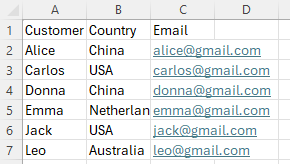 A B C D
1 Customer Country Email
2 Alice China alice@gmail.com
3 Carlos USA carlos@gmail.com
4 Donna China donna@gmail.com
5 Emma Netherlan emma@gmail.com
6 Jack USA jack@gmail.com
7 Leo Australia leo@gmail.com